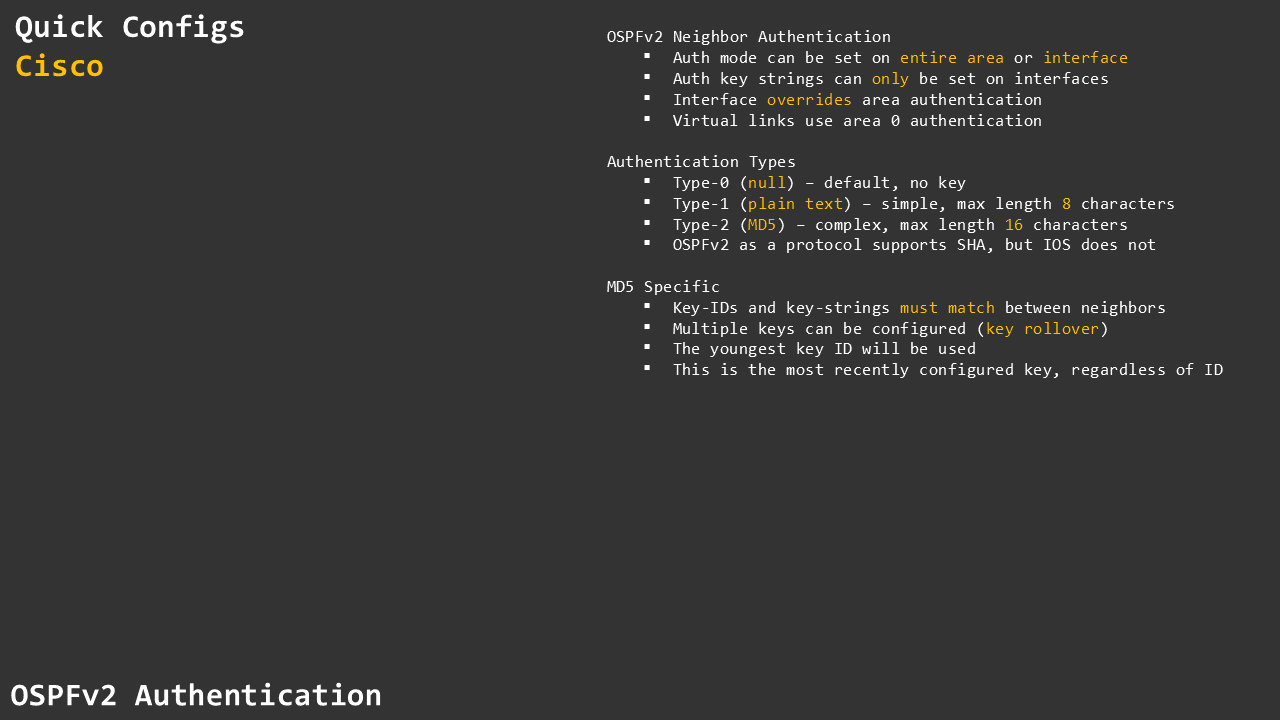 Quick Configs
Cisco
OSPFv2 Neighbor Authentication
▪ Auth mode can be set on entire area or interface
▪ Auth key strings can only be set on interfaces
▪ Interface overrides area authentication
▪ Virtual links use area 0 authentication
Authentication Types
▪ Type-0 (null) – default, no key
▪ Type-1 (plain text) – simple, max length 8 characters
▪ Type-2 (MD5) – complex, max length 16 characters
▪ OSPFv2 as a protocol supports SHA, but IOS does not
MD5 Specific
▪ Key-IDs and key-strings must match between neighbors
▪ Multiple keys can be configured (key rollover)
▪ The youngest key ID will be used
▪ This is the most recently configured key, regardless of ID
OSPFv2 Authentication